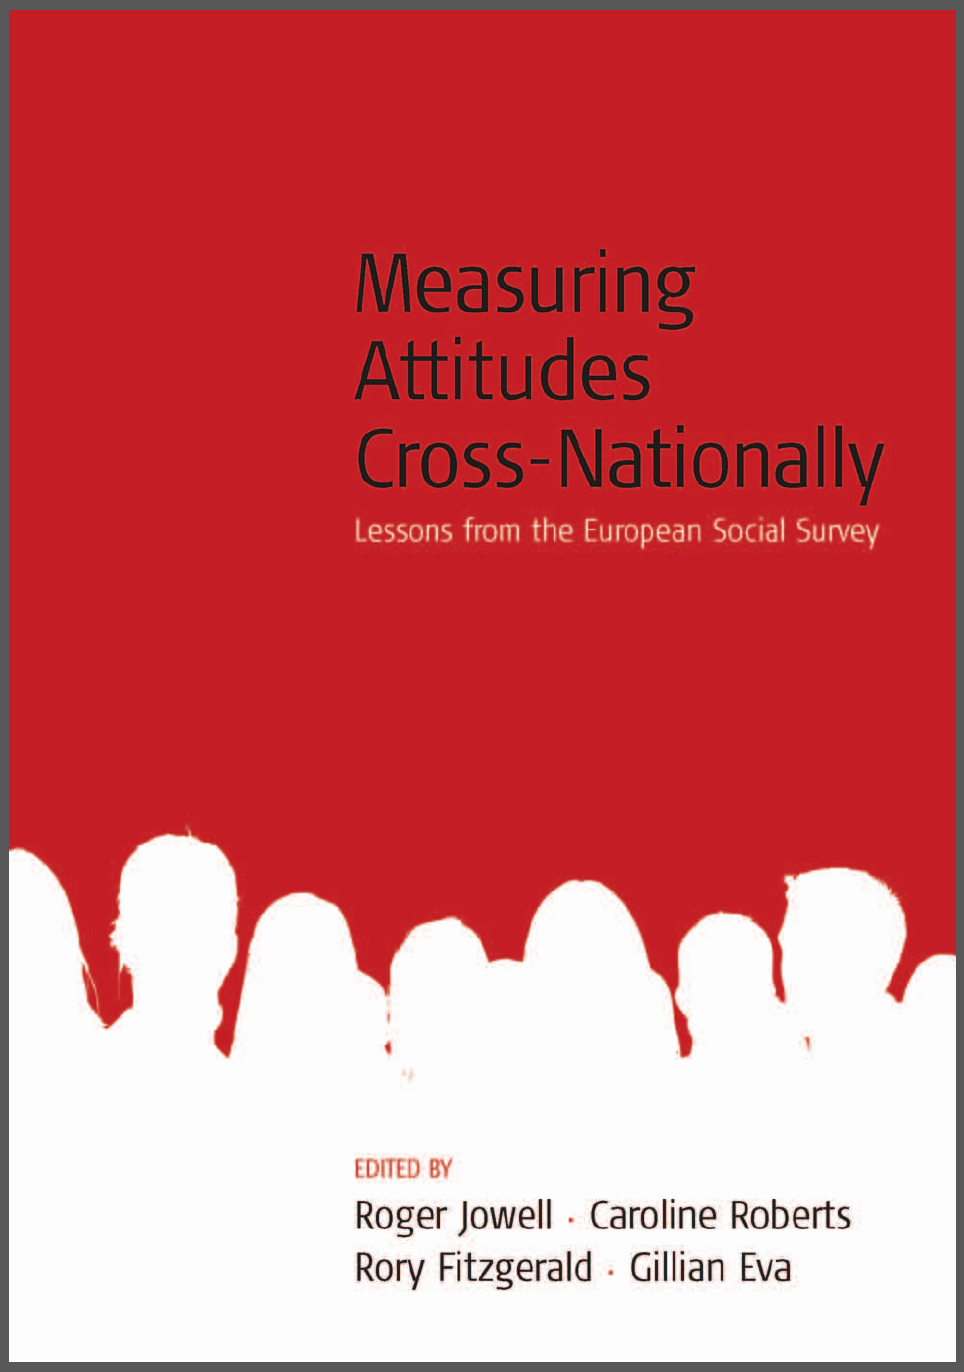 Measuring
Attitudes
Cross-Nationally
Lessons from the European Social Survey
EDITED BY
Roger Jowell · Caroline Roberts
Rory Fitzgerald · Gillian Eva